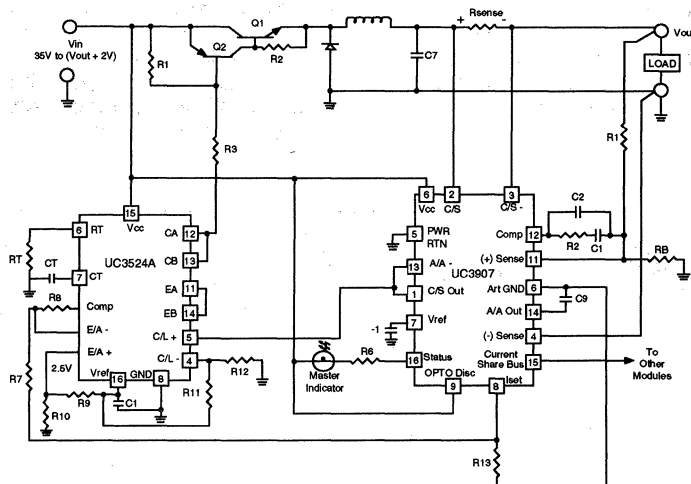 Q1
Rsense
+ -
Vin
35V to (Vout + 2V)
Q2
R1
R2
C7
Vou
LOAD
R3
R1
15
Vcc
6
RT
CA
12
CB
13
UC3524A
RT
CT
7
CT
EA
11
EB
14
R8
Comp
C/L +
5
E/A -
E/A +
C/L -
4
R12
2.5V
Vref
GND
16
8
R7
R9
R10
C1
R11
6
2
3
Vcc
C/S
C/S -
5
PWR
RTN
Comp
12
C2
R2
C1
13
A/A -
UC3907
(+) Sense
11
RB
1
C/S Out
Art GND
6
A/A Out
14
C9
7
Vref
-1
(-) Sense
4
R6
16
Status
Current
Share Bus
15
To
Other
Modules
Master
Indicator
OPTO Disc
9
8
Iset
R13